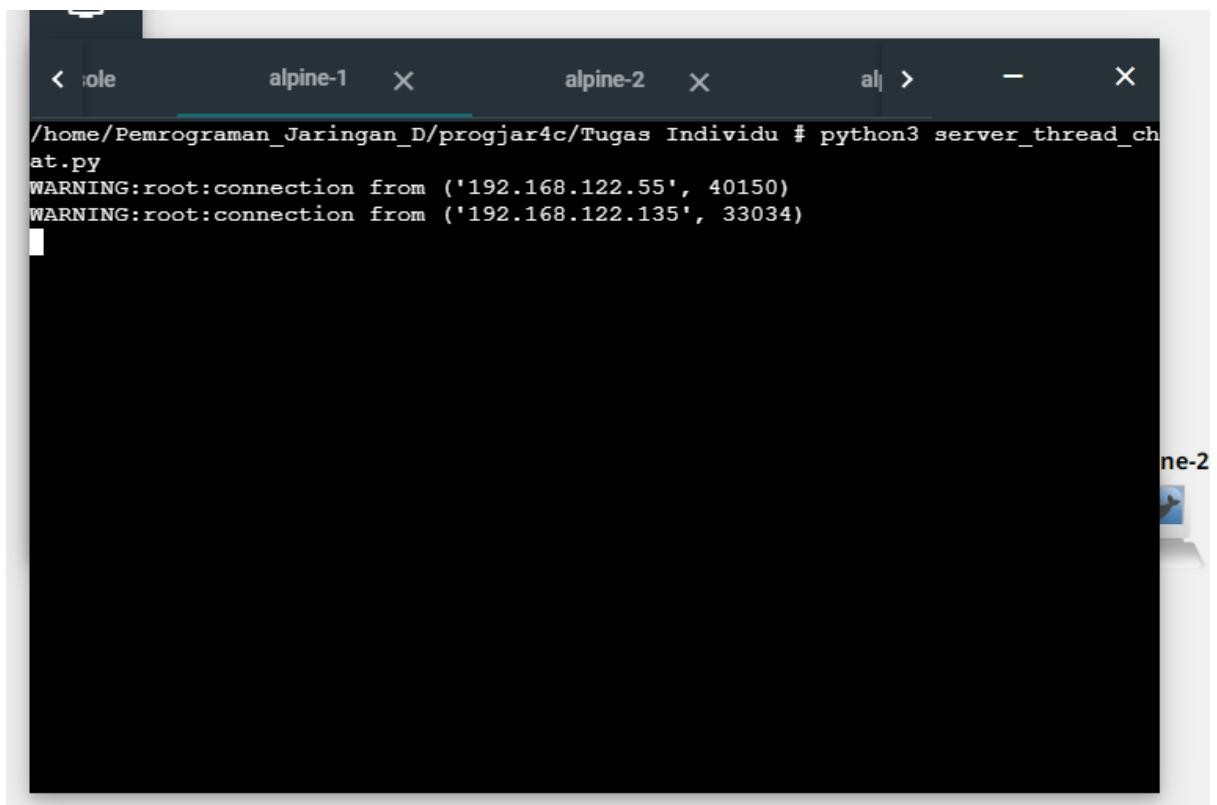 sole alpine-1 alpine-2 al
/home/Pemrograman_Jaringan_D/progjar4c/Tugas Individu # python3 server_thread_ch
at.py
WARNING:root:connection from ('192.168.122.55', 40150)
WARNING:root:connection from ('192.168.122.135', 33034)
ne-2